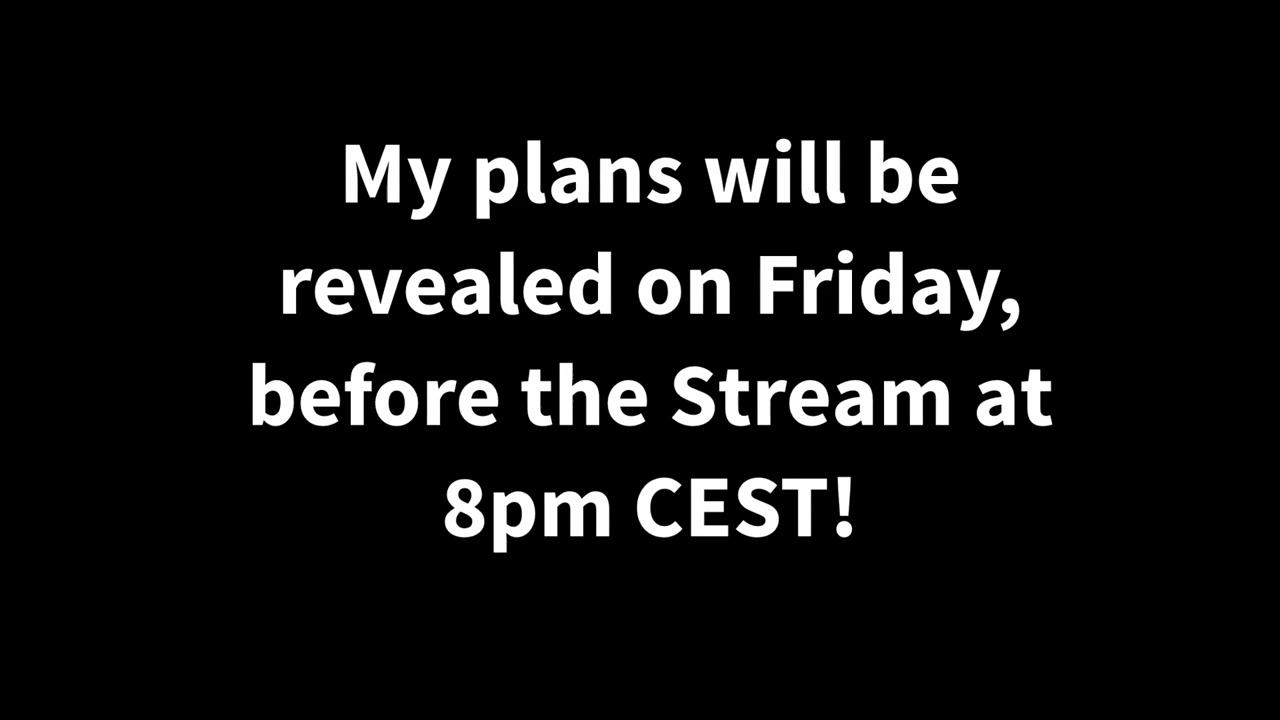 My plans will be
revealed on Friday,
before the Stream at
8pm CEST!